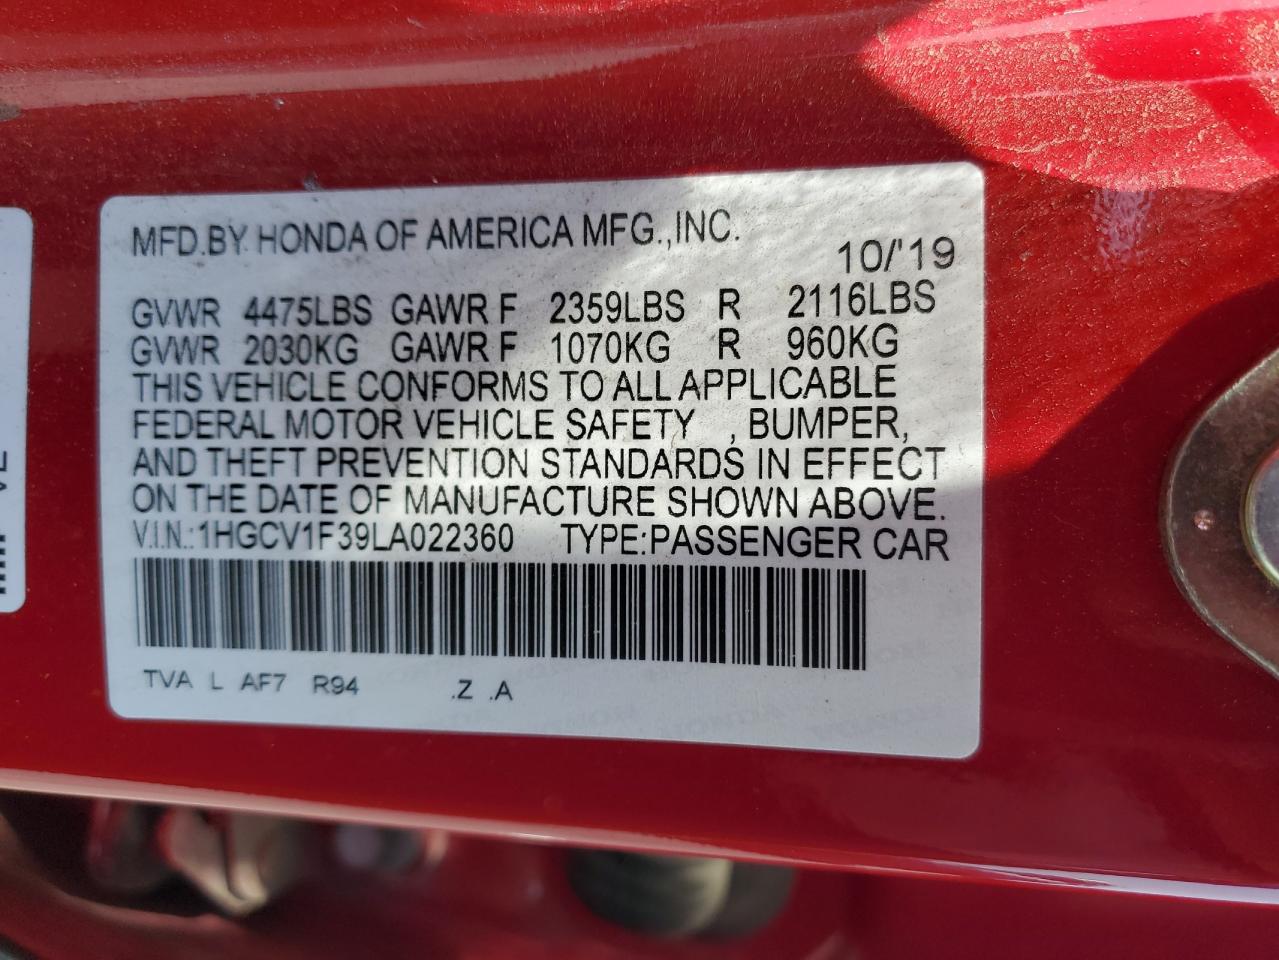 MFD.BY HONDA OF AMERICA MFG.,INC.
10/'19
GVWR 4475LBS GAWR F 2359LBS R 2116LBS
GVWR 2030KG GAWR F 1070KG R 960KG
THIS VEHICLE CONFORMS TO ALL APPLICABLE
FEDERAL MOTOR VEHICLE SAFETY , BUMPER,
AND THEFT PREVENTION STANDARDS IN EFFECT
ON THE DATE OF MANUFACTURE SHOWN ABOVE.
V.I.N.:1HGCV1F39LA022360 TYPE:PASSENGER CAR
TVA L AF7 R94 .Z .A